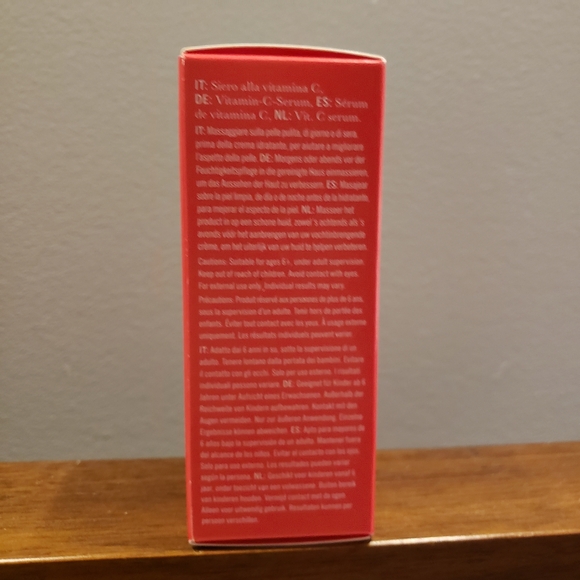 IT: Siero alla vitamina C,
DE: Vitamin-C-Serum, ES: Sérum
de vitamina C, NL: Vit. C serum.
IT: Massaggiare sulla pelle pulita, di giorno o di sera,
prima della crema idratante, per aiutare a migliorare
l'aspetto della pelle. DE: Morgens oder abends vor der
Feuchtigkeitspflege in die gereinigte Haut einmassieren,
um das Aussehen der Haut zu verbessern. ES: Masajear
sobre la piel limpia, de día o de noche antes de la hidratante,
para mejorar el aspecto de la piel. NL: Masseer het
product in op een schone huid, zowel 's ochtends als 's
avonds vóór het aanbrengen van uw vochtinbrengende
crème, om het uiterlijk van uw huid te helpen verbeteren.
Cautions: Suitable for ages 6+, under adult supervision.
Keep out of reach of children. Avoid contact with eyes.
For external use only. Individual results may vary.
Précautions: Produit réservé aux personnes de plus de 6 ans,
sous la supervision d'un adulte. Tenir hors de portée des
enfants. Éviter tout contact avec les yeux. À usage externe
uniquement. Les résultats individuels peuvent varier.
IT: Adatto dai 6 anni in su, sotto la supervisione di un
adulto. Tenere lontano dalla portata dei bambini. Evitare
il contatto con gli occhi. Solo per uso esterno. I risultati
individuali possono variare. DE: Geeignet für Kinder ab 6
Jahren unter Aufsicht eines Erwachsenen. Außerhalb der
Reichweite von Kindern aufbewahren. Kontakt mit den
Augen vermeiden. Nur zur äußeren Anwendung. Einzelne
Ergebnisse können abweichen. ES: Apto para mayores de
6 años bajo la supervisión de un adulto. Mantener fuera
del alcance de los niños. Evitar el contacto con los ojos.
Solo para uso externo. Los resultados pueden variar
según la persona. NL: Geschikt voor kinderen vanaf 6
jaar, onder toezicht van een volwassene. Buiten bereik
van kinderen houden. Vermijd contact met de ogen.
Alleen voor uitwendig gebruik. Resultaten kunnen per
persoon verschillen.